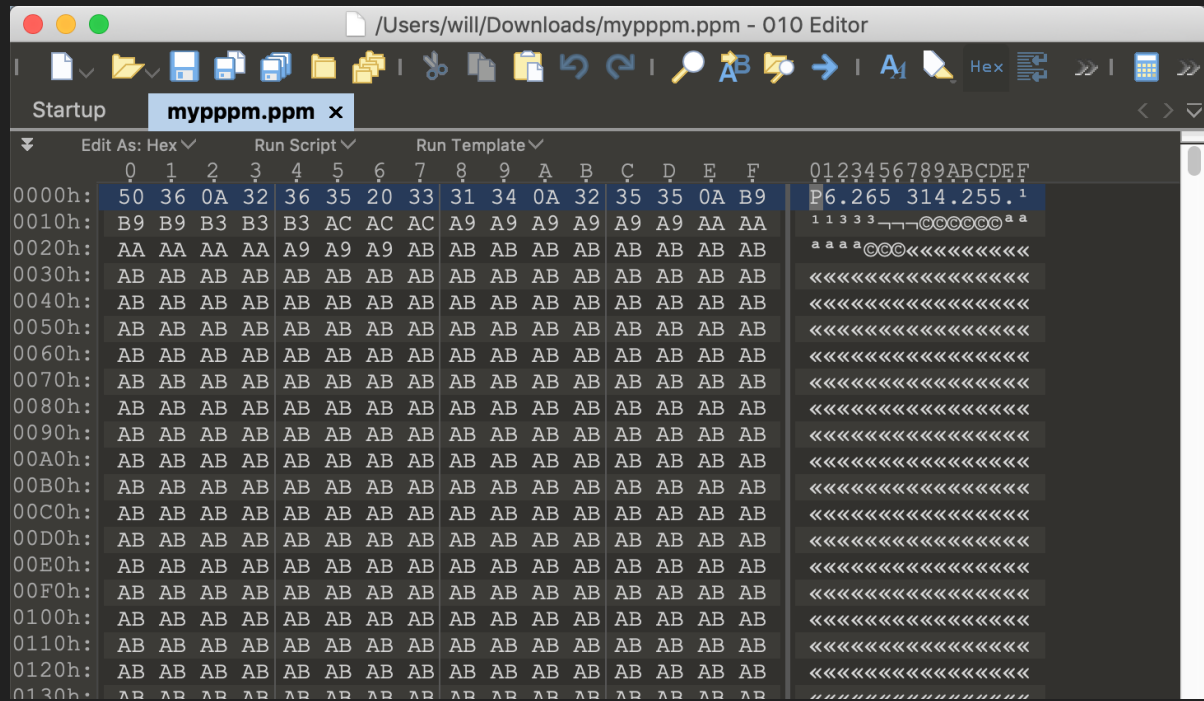 /Users/will/Downloads/mypppm.ppm - 010 Editor
Hex
Startup mypppm.ppm ×
Edit As: Hex Run Script Run Template
0 1 2 3 4 5 6 7 8 9 A B C D E F 0123456789ABCDEF
0000h: 50 36 0A 32 36 35 20 33 31 34 0A 32 35 35 0A B9 P6.265 314.255.¹
0010h: B9 B9 B3 B3 B3 AC AC AC A9 A9 A9 A9 A9 A9 AA AA ¹¹³³³¬¬¬©©©©©©ªª
0020h: AA AA AA AA A9 A9 A9 AB AB AB AB AB AB AB AB AB ªªªª©©©«««««««««
0030h: AB AB AB AB AB AB AB AB AB AB AB AB AB AB AB AB ««««««««««««««««
0040h: AB AB AB AB AB AB AB AB AB AB AB AB AB AB AB AB ««««««««««««««««
0050h: AB AB AB AB AB AB AB AB AB AB AB AB AB AB AB AB ««««««««««««««««
0060h: AB AB AB AB AB AB AB AB AB AB AB AB AB AB AB AB ««««««««««««««««
0070h: AB AB AB AB AB AB AB AB AB AB AB AB AB AB AB AB ««««««««««««««««
0080h: AB AB AB AB AB AB AB AB AB AB AB AB AB AB AB AB ««««««««««««««««
0090h: AB AB AB AB AB AB AB AB AB AB AB AB AB AB AB AB ««««««««««««««««
00A0h: AB AB AB AB AB AB AB AB AB AB AB AB AB AB AB AB ««««««««««««««««
00B0h: AB AB AB AB AB AB AB AB AB AB AB AB AB AB AB AB ««««««««««««««««
00C0h: AB AB AB AB AB AB AB AB AB AB AB AB AB AB AB AB ««««««««««««««««
00D0h: AB AB AB AB AB AB AB AB AB AB AB AB AB AB AB AB ««««««««««««««««
00E0h: AB AB AB AB AB AB AB AB AB AB AB AB AB AB AB AB ««««««««««««««««
00F0h: AB AB AB AB AB AB AB AB AB AB AB AB AB AB AB AB ««««««««««««««««
0100h: AB AB AB AB AB AB AB AB AB AB AB AB AB AB AB AB ««««««««««««««««
0110h: AB AB AB AB AB AB AB AB AB AB AB AB AB AB AB AB ««««««««««««««««
0120h: AB AB AB AB AB AB AB AB AB AB AB AB AB AB AB AB ««««««««««««««««
0130h: AB AB AB AB AB AB AB AB AB AB AB AB AB AB AB AB ««««««««««««««««